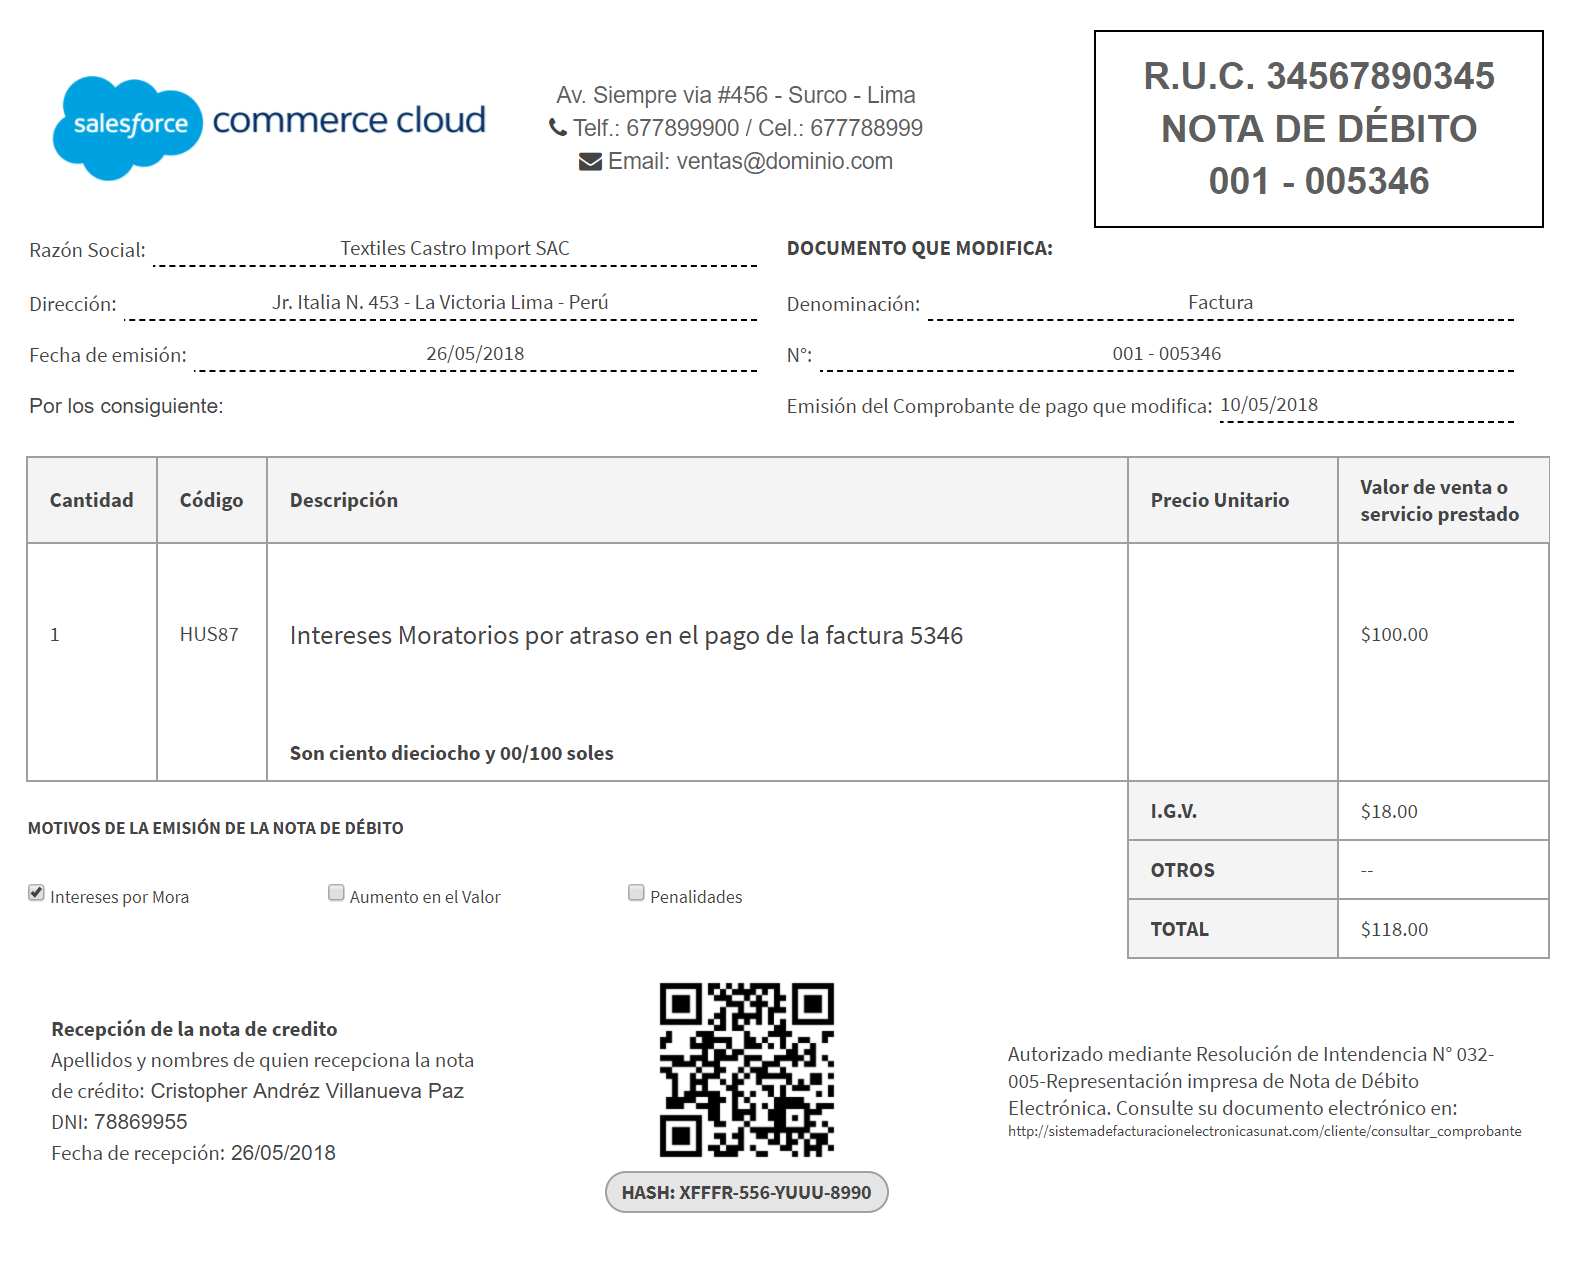 salesforce commerce cloud
Av. Siempre via #456 - Surco - Lima
Telf.: 677899900 / Cel.: 677788999
Email: ventas@dominio.com
R.U.C. 34567890345
NOTA DE DÉBITO
001 - 005346
Razón Social: Textiles Castro Import SAC
Dirección: Jr. Italia N. 453 - La Victoria Lima - Perú
Fecha de emisión: 26/05/2018
Por los consiguiente:
DOCUMENTO QUE MODIFICA:
Denominación: Factura
N°: 001 - 005346
Emisión del Comprobante de pago que modifica: 10/05/2018
Cantidad Código Descripción Precio Unitario Valor de venta o
servicio prestado
1 HUS87 Intereses Moratorios por atraso en el pago de la factura 5346 $100.00
Son ciento dieciocho y 00/100 soles
I.G.V. $18.00
OTROS --
TOTAL $118.00
MOTIVOS DE LA EMISIÓN DE LA NOTA DE DÉBITO
Intereses por Mora Aumento en el Valor Penalidades
Recepción de la nota de credito
Apellidos y nombres de quien recepciona la nota
de crédito: Cristopher Andréz Villanueva Paz
DNI: 78869955
Fecha de recepción: 26/05/2018
HASH: XFFFR-556-YUUU-8990
Autorizado mediante Resolución de Intendencia N° 032-
005-Representación impresa de Nota de Débito
Electrónica. Consulte su documento electrónico en:
http://sistemadefacturacionelectronicasunat.com/cliente/consultar_comprobante